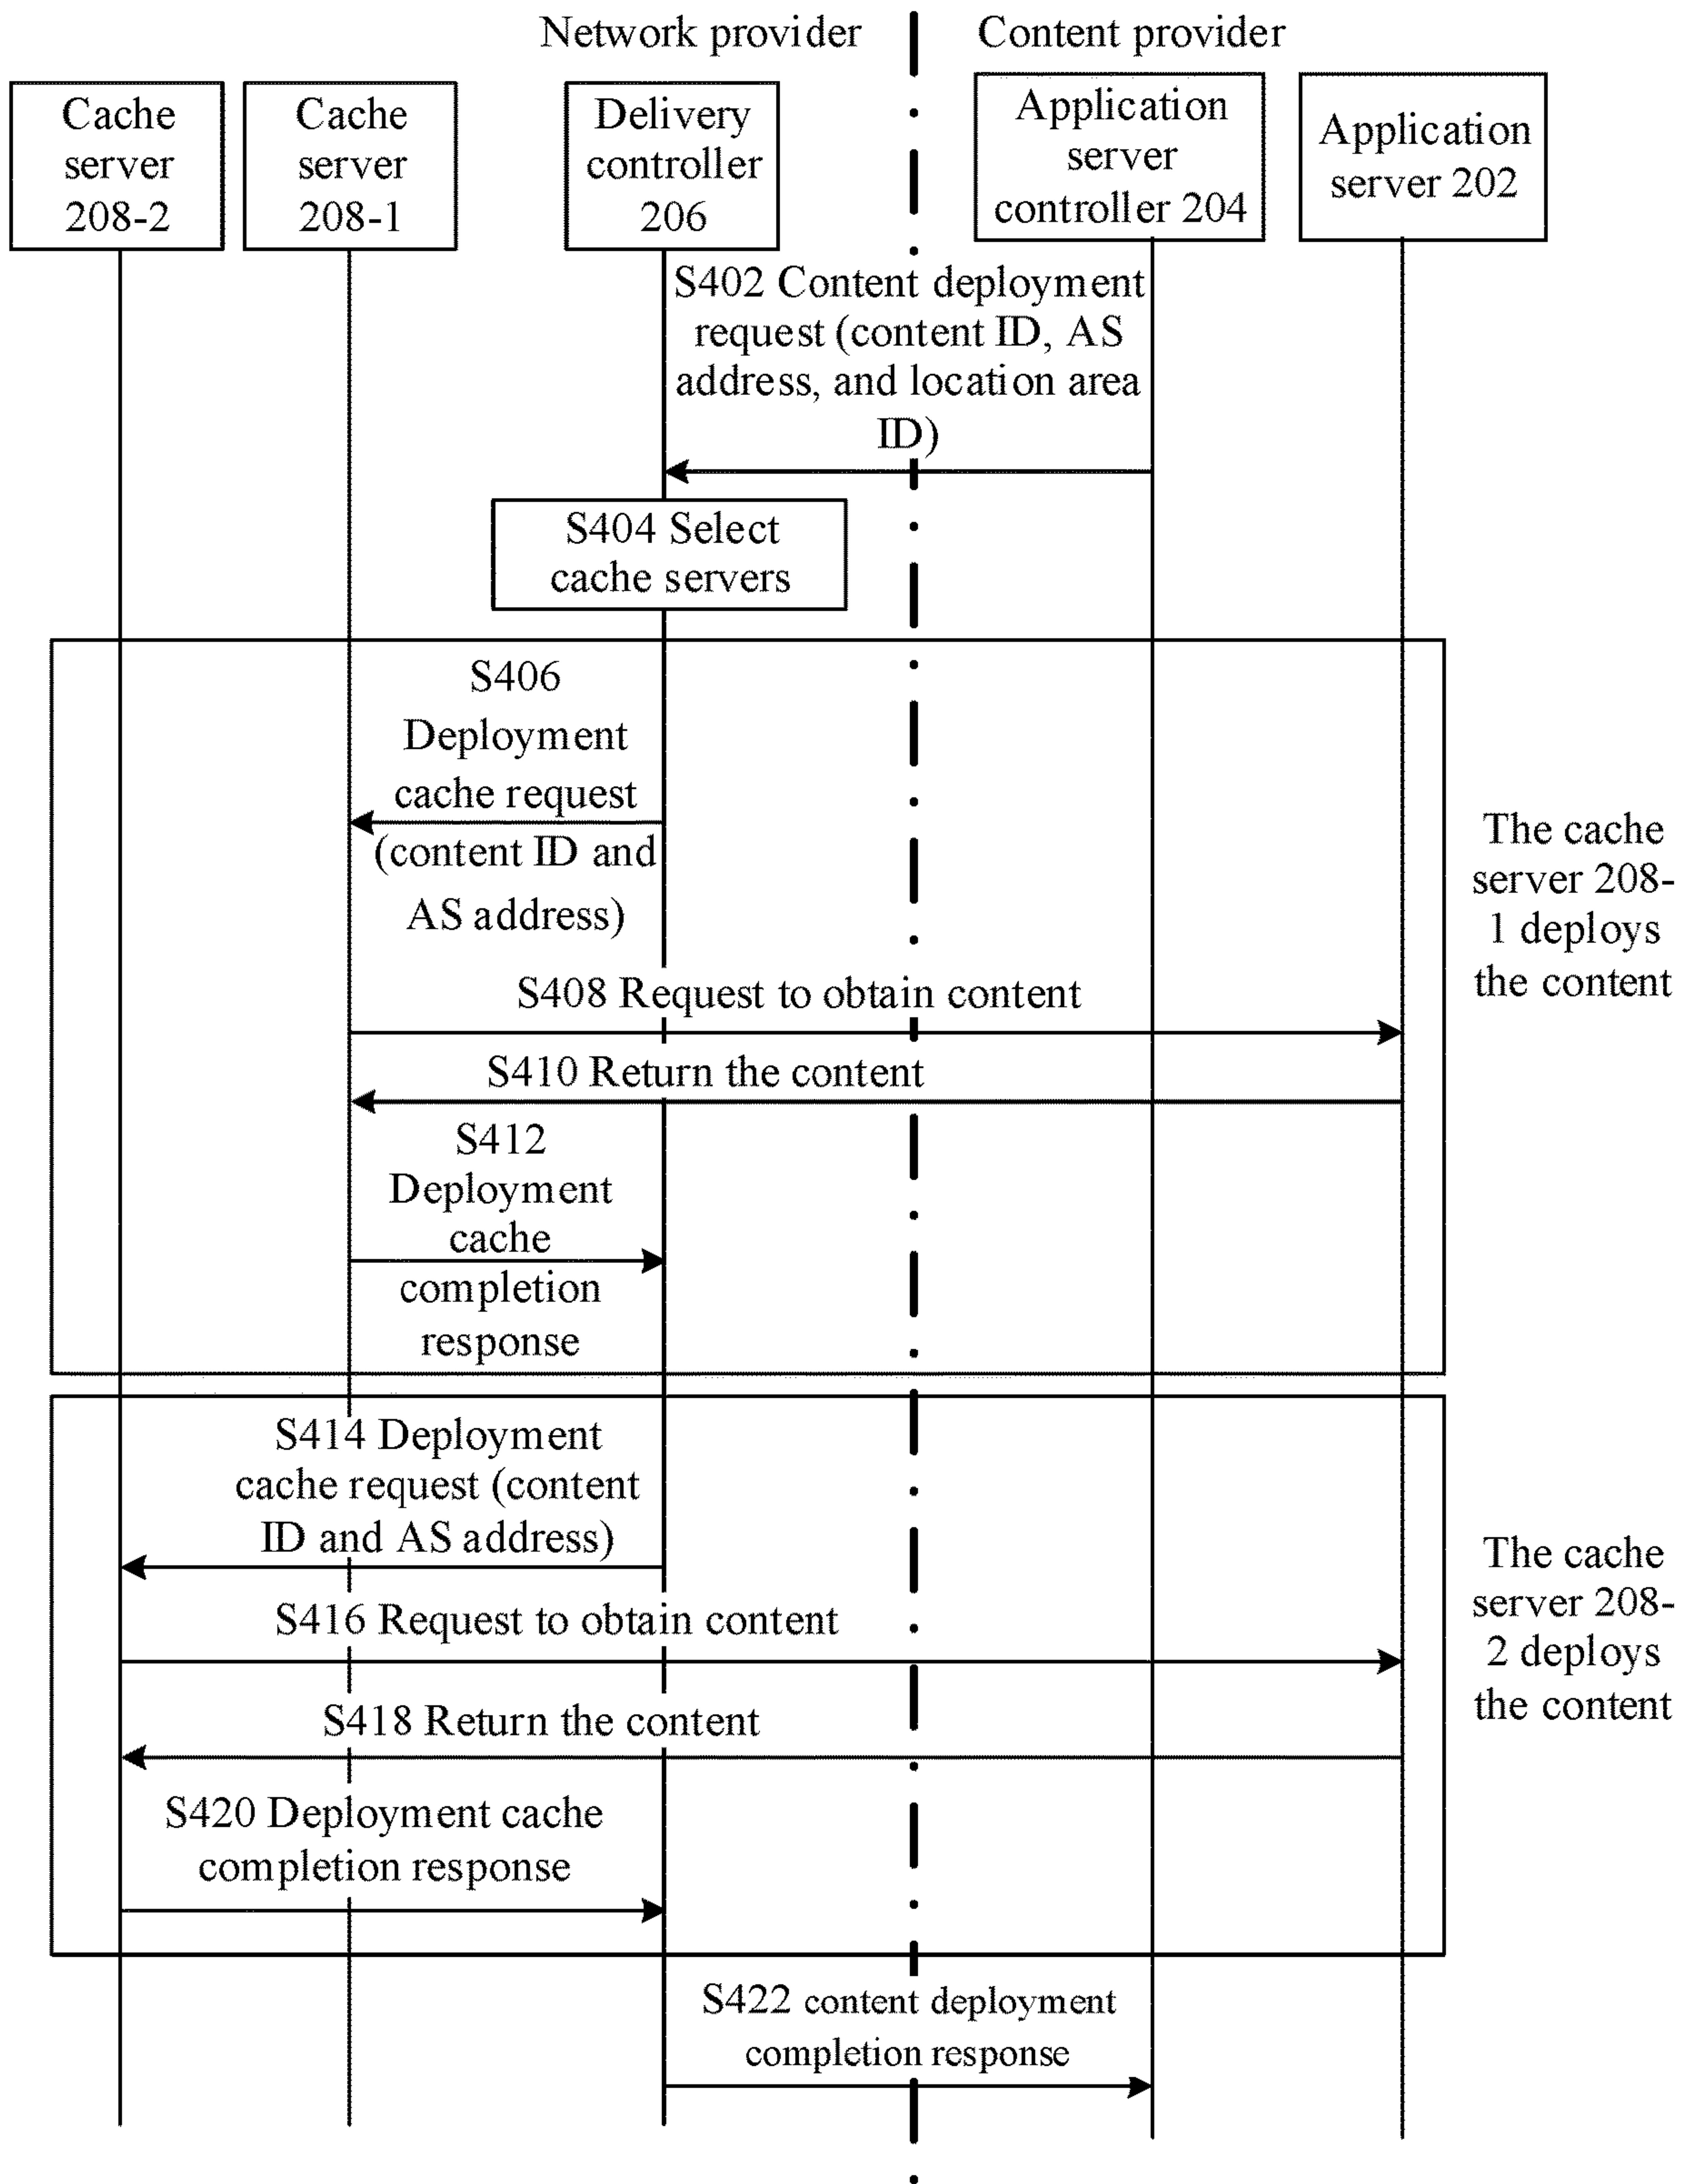 Network provider
Content provider
Cache
server
208-2
Cache
server
208-1
Delivery
controller
206
Application
server
controller 204
Application
server 202
S402 Content deployment
request (content ID, AS
address, and location area
ID)
S404 Select
cache servers
S406
Deployment
cache request
(content ID and
AS address)
S408 Request to obtain content
S410 Return the content
S412
Deployment
cache
completion
response
The cache
server 208-
1 deploys
the content
S414 Deployment
cache request (content
ID and AS address)
S416 Request to obtain content
S418 Return the content
S420 Deployment cache
completion response
The cache
server 208-
2 deploys
the content
S422 content deployment
completion response